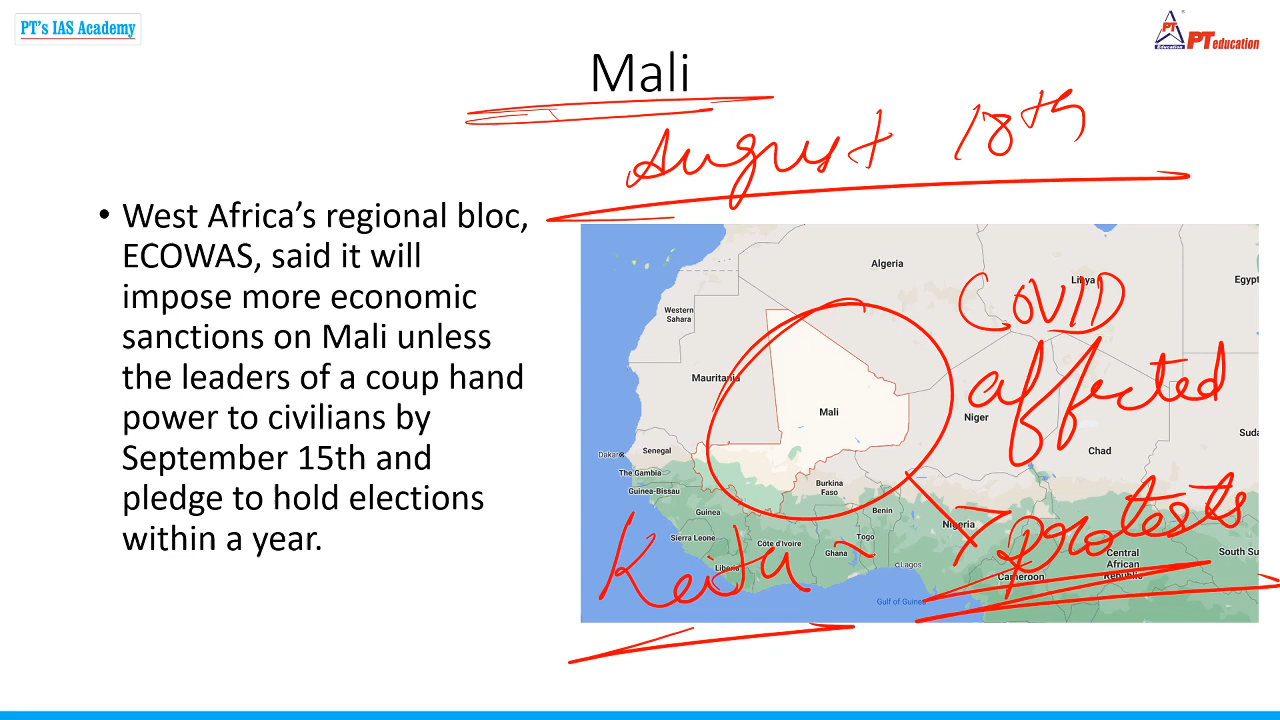 PT's IAS Academy
PT
Education
PT education
Mali
August 18th
• West Africa's regional bloc,
ECOWAS, said it will
impose more economic
sanctions on Mali unless
the leaders of a coup hand
power to civilians by
September 15th and
pledge to hold elections
within a year.
Algeria
Libya
Egypt
Western
Sahara
COVID
affected
Mauritania
Mali
Niger
Chad
Suda
Dakar
Senegal
The Gambia
Guinea-Bissau
Burkina
Faso
Guinea
Benin
Nigeria
protests
Sierra Leone
Côte d'Ivoire
Togo
Ghana
Liberia
Lagos
Keita
Central
African
Republic
South Su
Cameroon
Gulf of Guinea